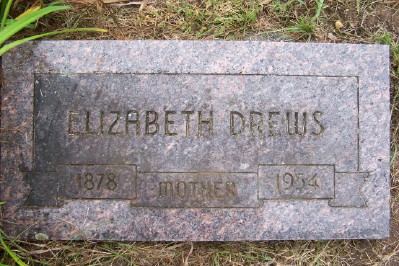 ELIZABETH DREWS
1878 MOTHER 1954